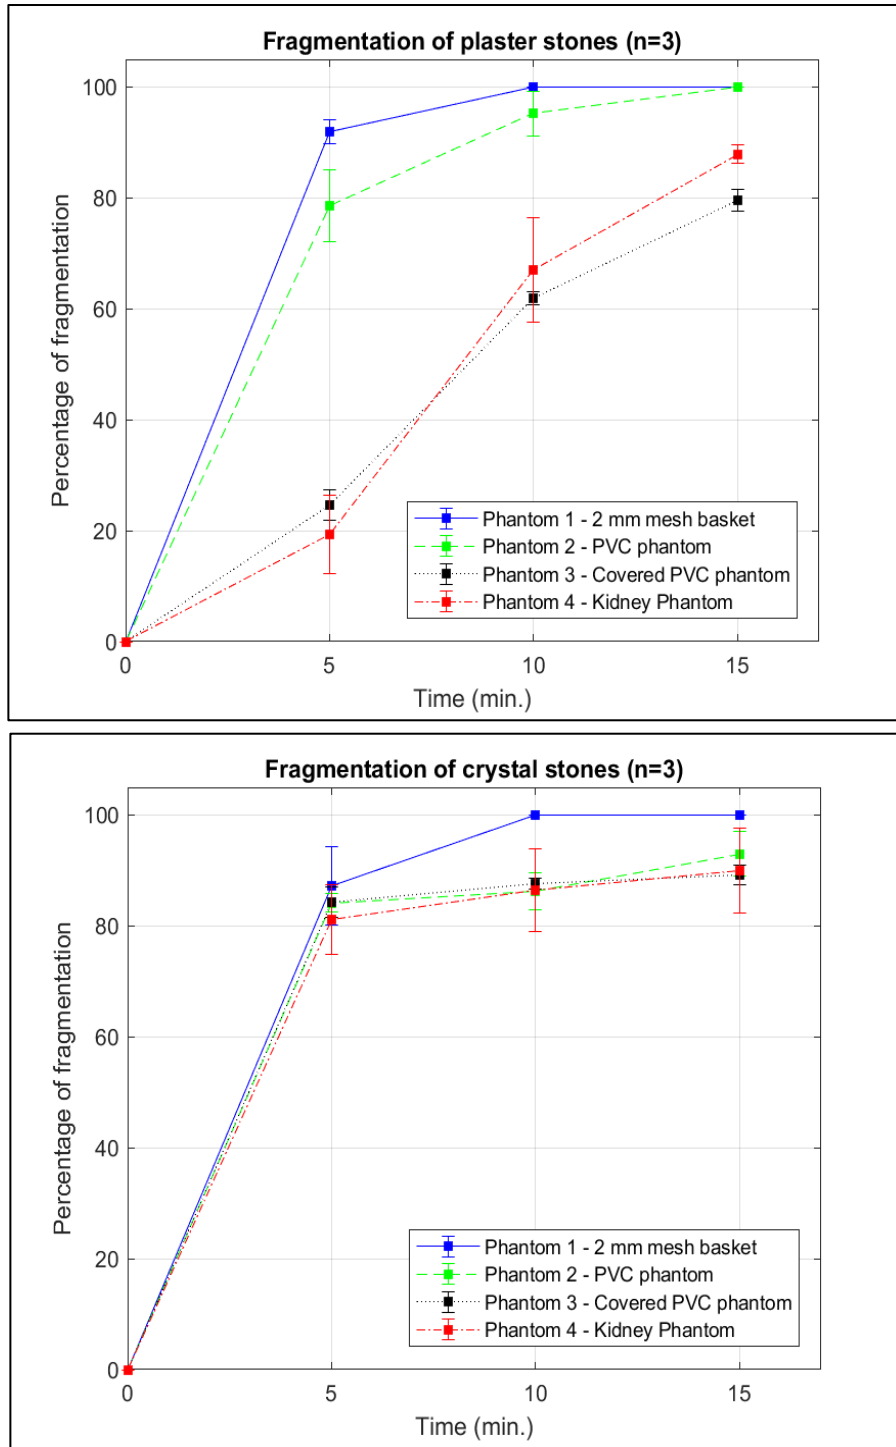 Fragmentation of plaster stones (n=3)
100
80
60
40
20
0
Percentage of fragmentation
Phantom 1 - 2 mm mesh basket
Phantom 2 - PVC phantom
Phantom 3 - Covered PVC phantom
Phantom 4 - Kidney Phantom
0 5 10 15
Time (min.)
Fragmentation of crystal stones (n=3)
100
80
60
40
20
0
Percentage of fragmentation
Phantom 1 - 2 mm mesh basket
Phantom 2 - PVC phantom
Phantom 3 - Covered PVC phantom
Phantom 4 - Kidney Phantom
0 5 10 15
Time (min.)